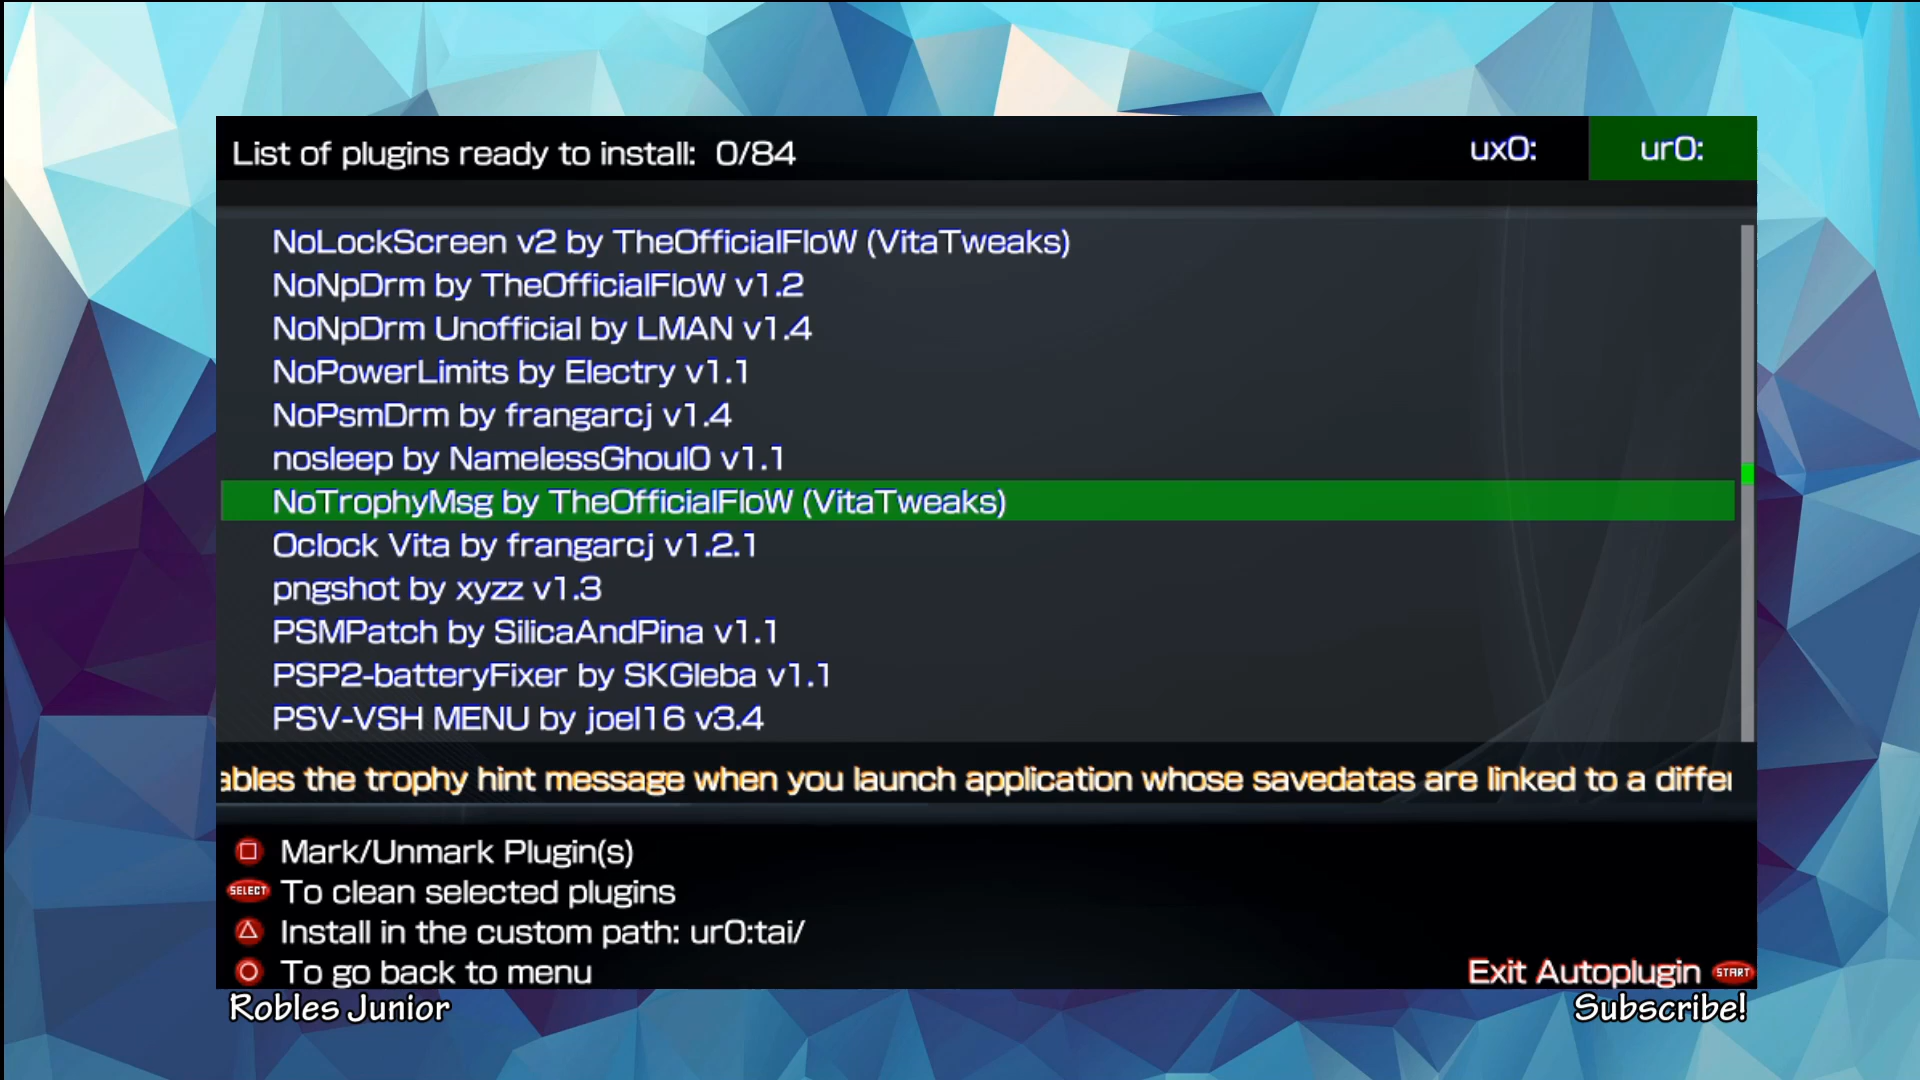 List of plugins ready to install: 0/84
ux0:
ur0:
NoLockScreen v2 by TheOfficialFloW (VitaTweaks)
NoNpDrm by TheOfficialFloW v1.2
NoNpDrm Unofficial by LMAN v1.4
NoPowerLimits by Electry v1.1
NoPsmDrm by frangarcj v1.4
nosleep by NamelessGhoul0 v1.1
NoTrophyMsg by TheOfficialFloW (VitaTweaks)
Oclock Vita by frangarcj v1.2.1
pngshot by xyzz v1.3
PSMPatch by SilicaAndPina v1.1
PSP2-batteryFixer by SKGleba v1.1
PSV-VSH MENU by joel16 v3.4
ables the trophy hint message when you launch application whose savedatas are linked to a differ
Mark/Unmark Plugin(s)
SELECT To clean selected plugins
Install in the custom path: ur0:tai/
To go back to menu
Exit Autoplugin START
Robles Junior
Subscribe!